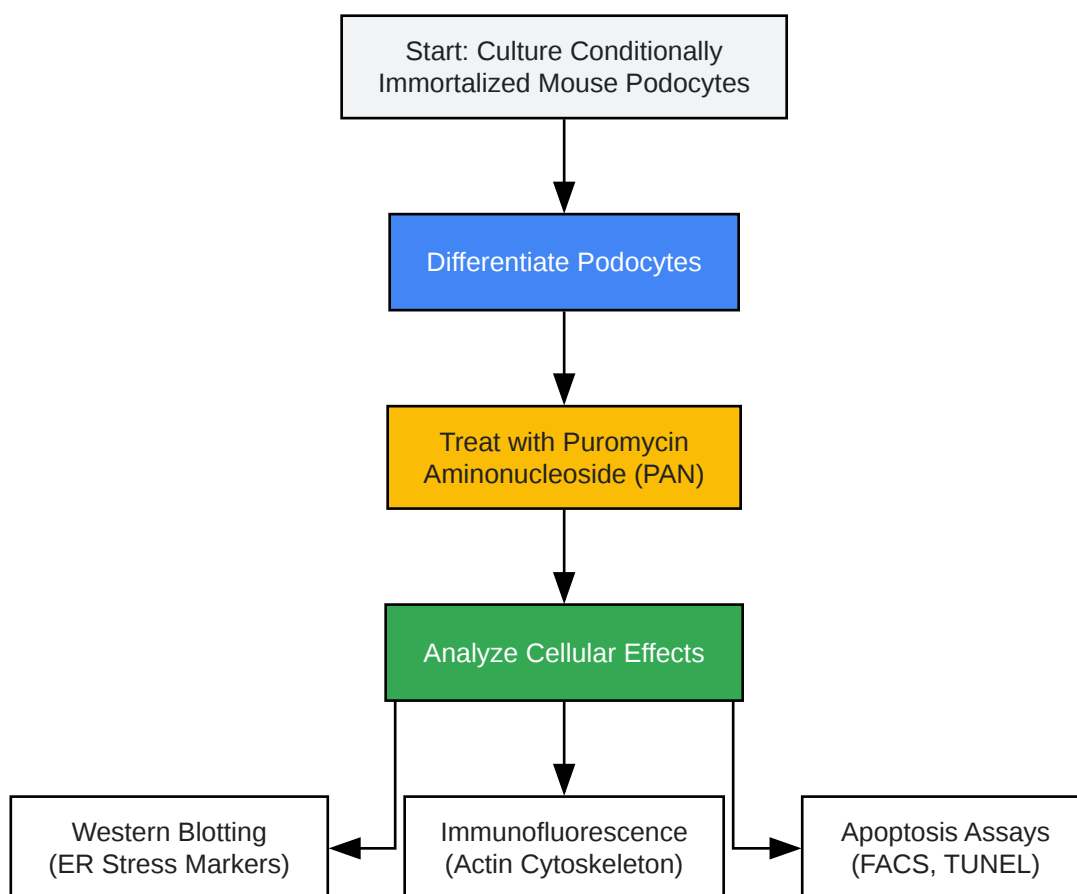 Start: Culture Conditionally
Immortalized Mouse Podocytes
Differentiate Podocytes
Treat with Puromycin
Aminonucleoside (PAN)
Analyze Cellular Effects
Western Blotting
(ER Stress Markers)
Immunofluorescence
(Actin Cytoskeleton)
Apoptosis Assays
(FACS, TUNEL)